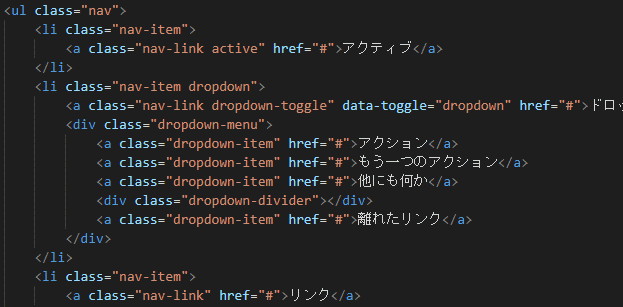 <ul class="nav">
<li class="nav-item">
<a class="nav-link active" href="#">アクティブ</a>
</li>
<li class="nav-item dropdown">
<a class="nav-link dropdown-toggle" data-toggle="dropdown" href="#">ドロッ
<div class="dropdown-menu">
<a class="dropdown-item" href="#">アクション</a>
<a class="dropdown-item" href="#">もう一つのアクション</a>
<a class="dropdown-item" href="#">他にも何か</a>
<div class="dropdown-divider"></div>
<a class="dropdown-item" href="#">離れたリンク</a>
</div>
</li>
<li class="nav-item">
<a class="nav-link" href="#">リンク</a>